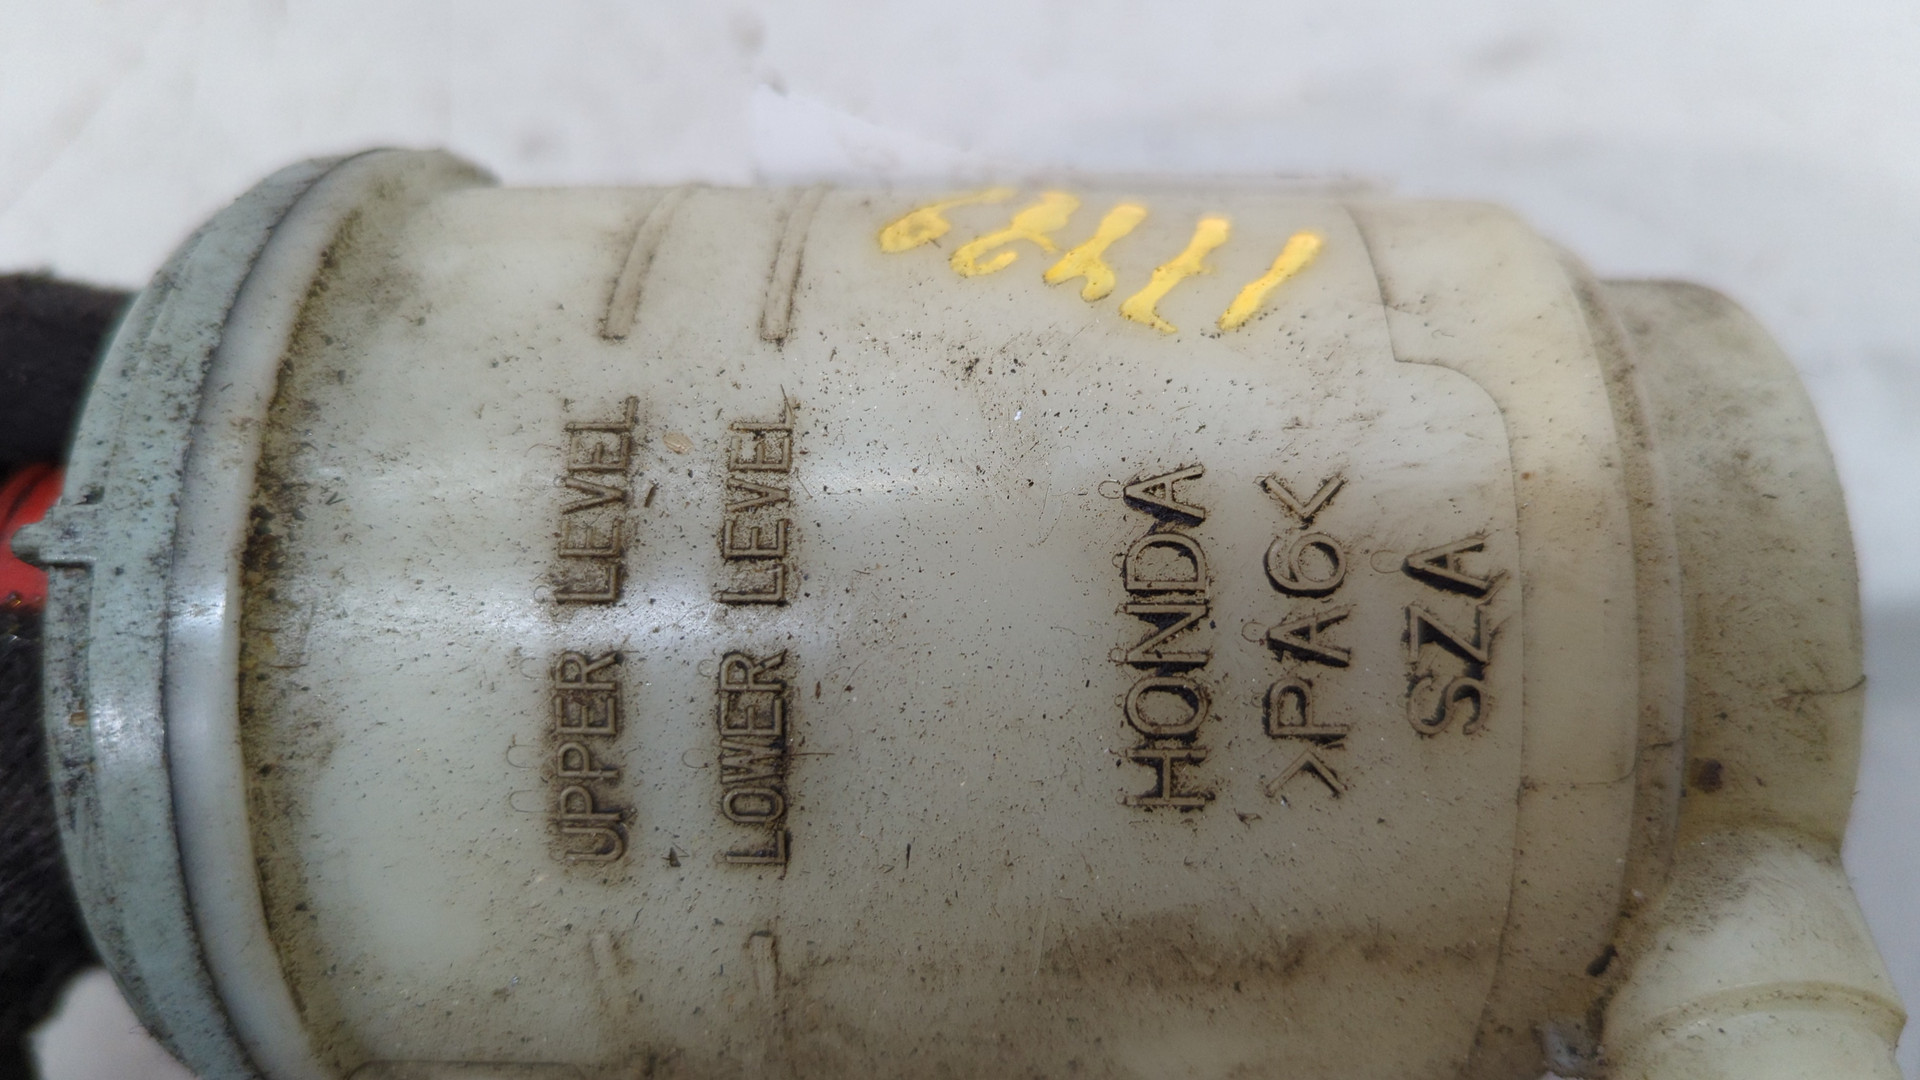 UPPER LEVEL
LOWER LEVEL
HONDA
>PA6<
SZA